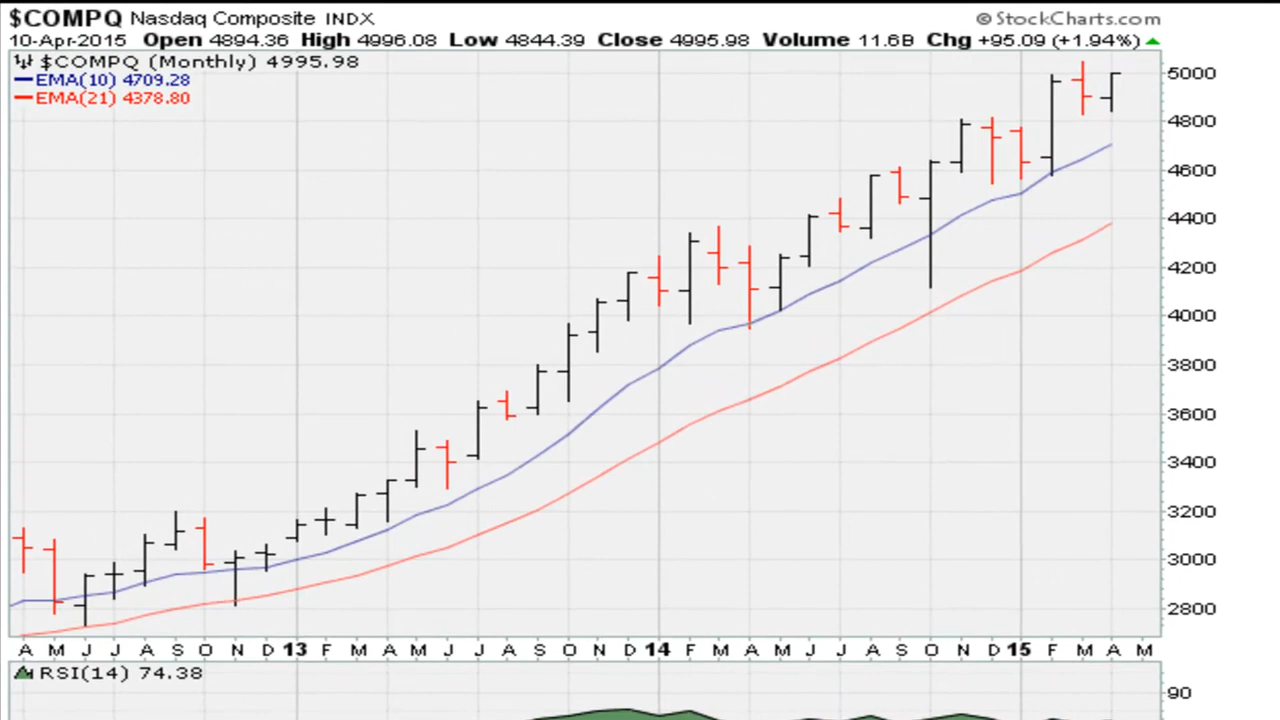 $COMPQ Nasdaq Composite INDX © StockCharts.com
10-Apr-2015 Open 4894.36 High 4996.08 Low 4844.39 Close 4995.98 Volume 11.6B Chg +95.09 (+1.94%)
$COMPQ (Monthly) 4995.98
EMA(10) 4709.28
EMA(21) 4378.80
5000
4800
4600
4400
4200
4000
3800
3600
3400
3200
3000
2800
A M J J A S O N D 13 F M A M J J A S O N D 14 F M A M J J A S O N D 15 F M A M
RSI(14) 74.38
90